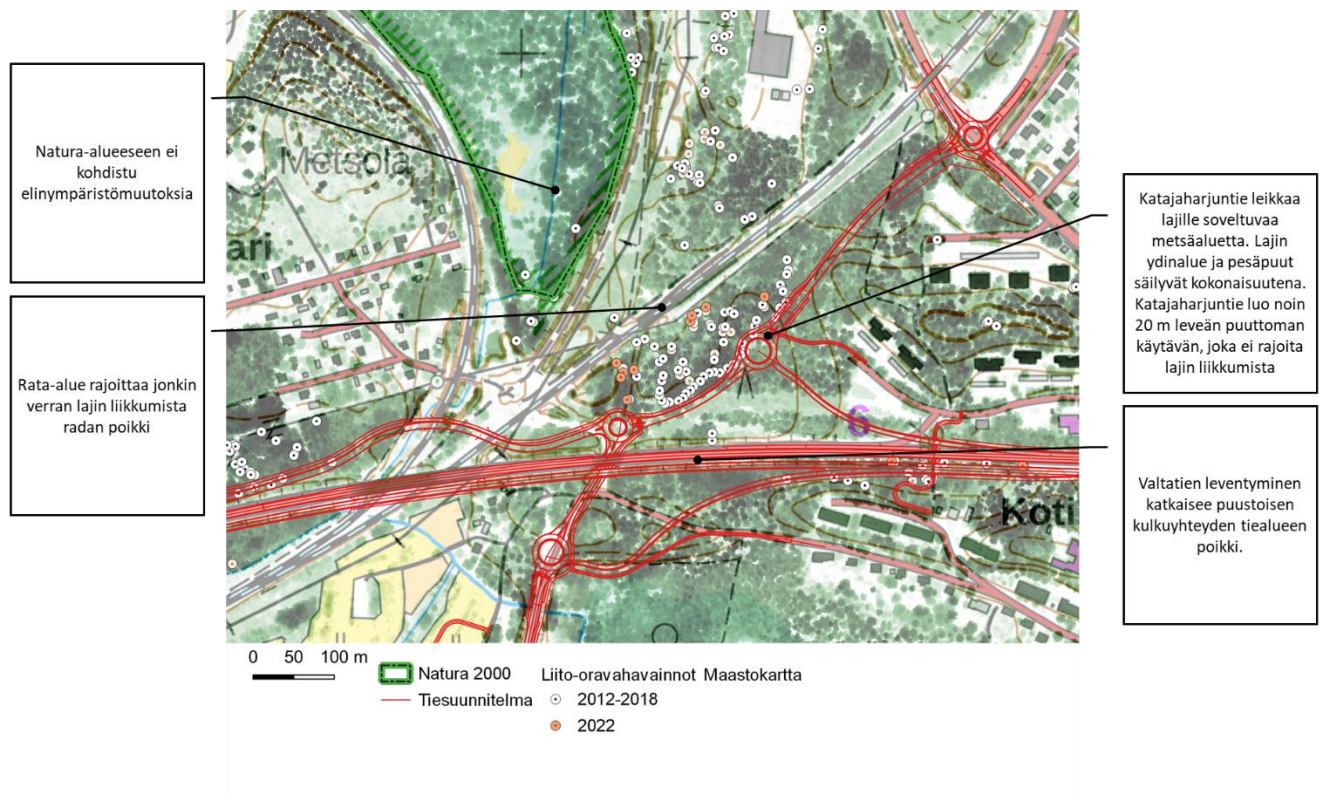 Natura-alueeseen ei
kohdistu
elinympäristömuutoksia
Rata-alue rajoittaa jonkin
verran lajin liikkumista
radan poikki
Metsola
ari
6
Koti
Katajaharjuntie leikkaa
lajille soveltuvaa
metsäaluetta. Lajin
ydinalue ja pesäpuut
säilyvät kokonaisuutena.
Katajaharjuntie luo noin
20 m leveän puuttoman
käytävän, joka ei rajoita
lajin liikkumista
Valtatien leventyminen
katkaisee puustoisen
kulkuyhteyden tiealueen
poikki.
0 50 100 m
Natura 2000
Tiesuunnitelma
Liito-oravahavainnot Maastokartta
2012-2018
2022